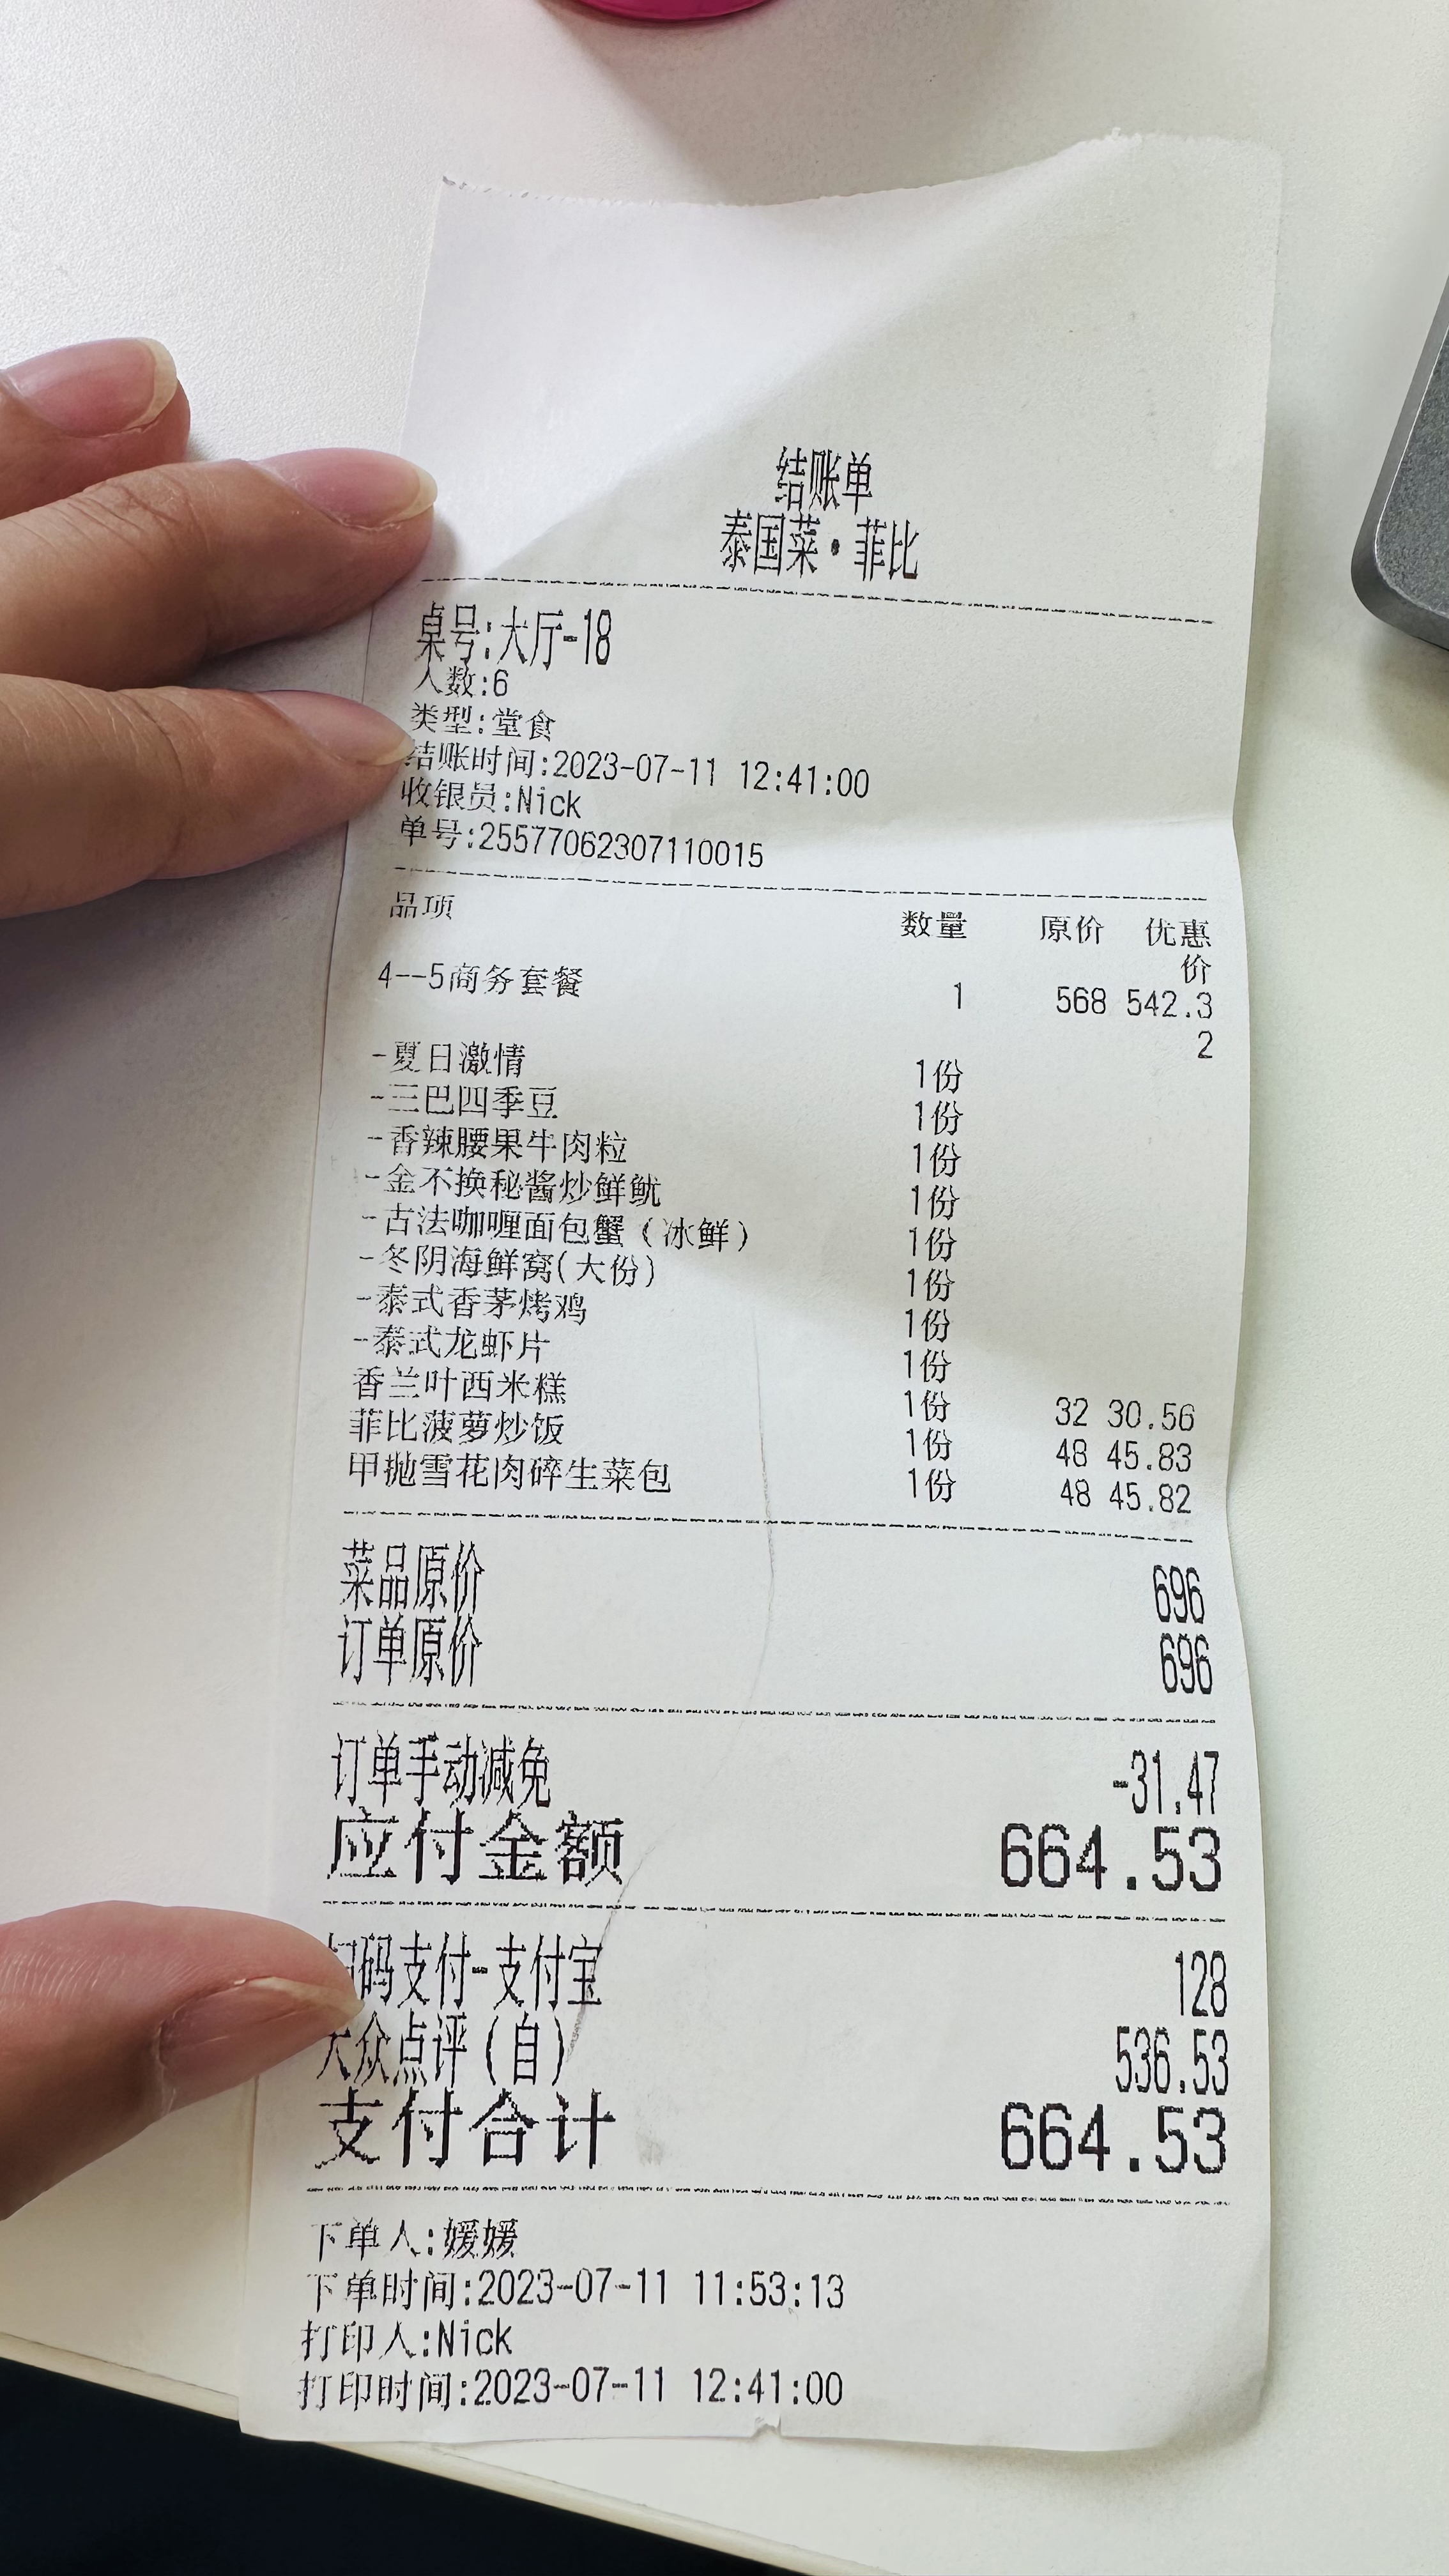 结账单
泰国菜·菲比
桌号:大厅-18
人数:6
类型:堂食
结账时间:2023-07-11 12:41:00
收银员:Nick
单号:25577062307110015
品项 数量 原价 优惠
价
4--5商务套餐 1 568 542.3
2
-夏日激情 1份
-三巴四季豆 1份
-香辣腰果牛肉粒 1份
-金不换秘酱炒鲜鱿 1份
-古法咖喱面包蟹（冰鲜） 1份
-冬阴海鲜窝(大份) 1份
-泰式香茅烤鸡 1份
-泰式龙虾片 1份
香兰叶西米糕 1份 32 30.56
菲比菠萝炒饭 1份 48 45.83
甲抛雪花肉碎生菜包 1份 48 45.82
菜品原价 696
订单原价 696
订单手动减免 -31.47
应付金额 664.53
扫码支付-支付宝 128
大众点评(自) 536.53
支付合计 664.53
下单人:媛媛
下单时间:2023-07-11 11:53:13
打印人:Nick
打印时间:2023-07-11 12:41:00